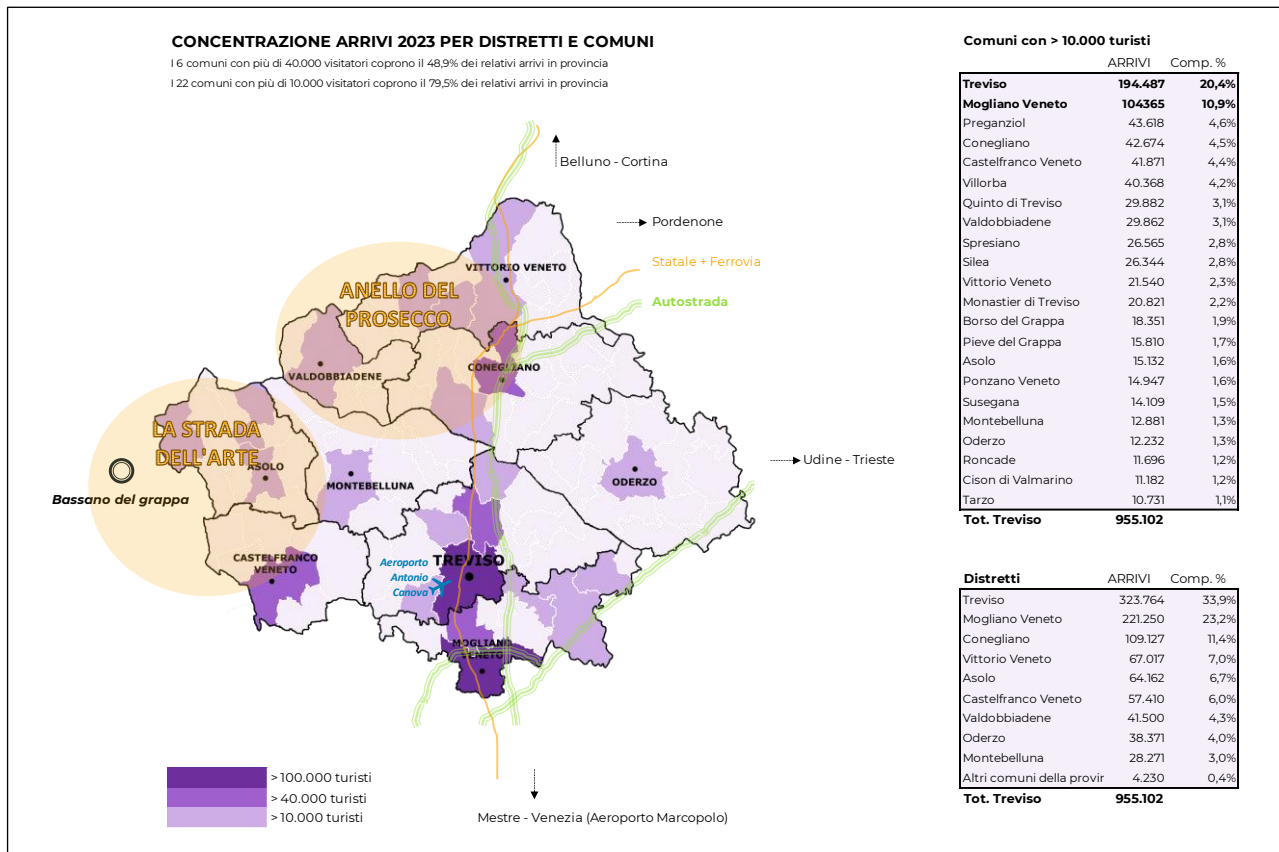 CONCENTRAZIONE ARRIVI 2023 PER DISTRETTI E COMUNI
I 6 comuni con più di 40.000 visitatori coprono il 48,9% dei relativi arrivi in provincia
I 22 comuni con più di 10.000 visitatori coprono il 79,5% dei relativi arrivi in provincia
Belluno - Cortina
Pordenone
Statale + Ferrovia
Autostrada
VITTORIO VENETO
ANELLO DEL
PROSECCO
CONEGLIANO
VALDOBBIADENE
LA STRADA
DELL'ARTE
ASOLO
Bassano del grappa
MONTEBELLUNA
ODERZO
Udine - Trieste
CASTELFRANCO
VENETO
Aeroporto
Antonio
Canova
TREVISO
MOGLIANO
VENETO
> 100.000 turisti
> 40.000 turisti
> 10.000 turisti
Mestre - Venezia (Aeroporto Marcopolo)
Comuni con > 10.000 turisti
ARRIVI Comp. %
Treviso 194.487 20,4%
Mogliano Veneto 104365 10,9%
Preganziol 43.618 4,6%
Conegliano 42.674 4,5%
Castelfranco Veneto 41.871 4,4%
Villorba 40.368 4,2%
Quinto di Treviso 29.882 3,1%
Valdobbiadene 29.862 3,1%
Spresiano 26.565 2,8%
Silea 26.344 2,8%
Vittorio Veneto 21.540 2,3%
Monastier di Treviso 20.821 2,2%
Borso del Grappa 18.351 1,9%
Pieve del Grappa 15.810 1,7%
Asolo 15.132 1,6%
Ponzano Veneto 14.947 1,6%
Susegana 14.109 1,5%
Montebelluna 12.881 1,3%
Oderzo 12.232 1,3%
Roncade 11.696 1,2%
Cison di Valmarino 11.182 1,2%
Tarzo 10.731 1,1%
Tot. Treviso 955.102
Distretti ARRIVI Comp. %
Treviso 323.764 33,9%
Mogliano Veneto 221.250 23,2%
Conegliano 109.127 11,4%
Vittorio Veneto 67.017 7,0%
Asolo 64.162 6,7%
Castelfranco Veneto 57.410 6,0%
Valdobbiadene 41.500 4,3%
Oderzo 38.371 4,0%
Montebelluna 28.271 3,0%
Altri comuni della provir 4.230 0,4%
Tot. Treviso 955.102